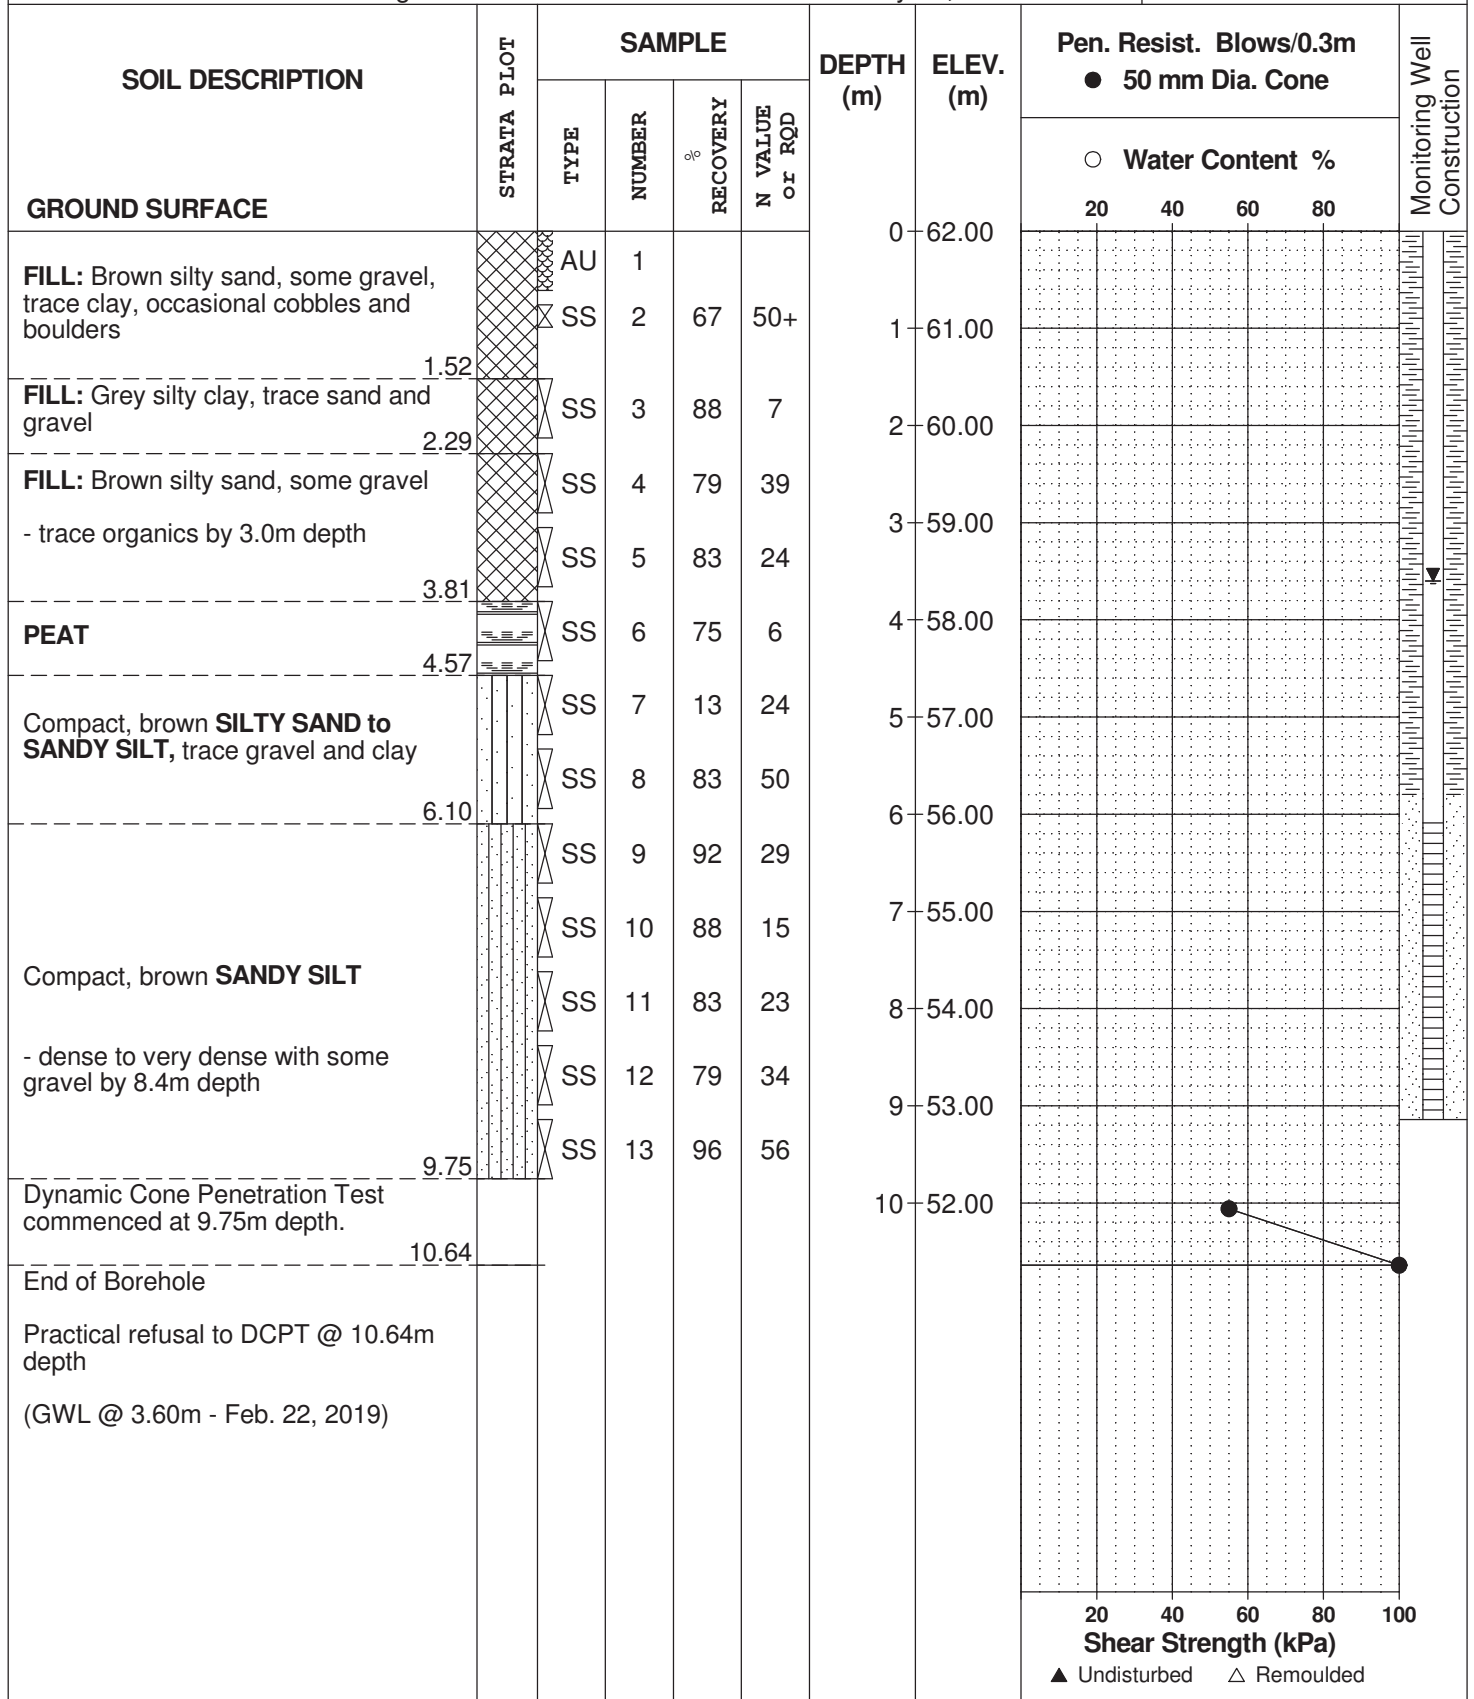 SOIL DESCRIPTION
GROUND SURFACE
STRATA PLOT
SAMPLE
TYPE
NUMBER
% RECOVERY
N VALUE or RQD
DEPTH (m)
ELEV. (m)
Pen. Resist. Blows/0.3m
● 50 mm Dia. Cone
○ Water Content %
20 40 60 80
Monitoring Well Construction
FILL: Brown silty sand, some gravel,
trace clay, occasional cobbles and
boulders
1.52
FILL: Grey silty clay, trace sand and
gravel
2.29
FILL: Brown silty sand, some gravel
- trace organics by 3.0m depth
3.81
PEAT
4.57
Compact, brown SILTY SAND to
SANDY SILT, trace gravel and clay
6.10
Compact, brown SANDY SILT
- dense to very dense with some
gravel by 8.4m depth
9.75
Dynamic Cone Penetration Test
commenced at 9.75m depth.
10.64
End of Borehole
Practical refusal to DCPT @ 10.64m
depth
(GWL @ 3.60m - Feb. 22, 2019)
AU 1
SS 2 67 50+
SS 3 88 7
SS 4 79 39
SS 5 83 24
SS 6 75 6
SS 7 13 24
SS 8 83 50
SS 9 92 29
SS 10 88 15
SS 11 83 23
SS 12 79 34
SS 13 96 56
0 62.00
1 61.00
2 60.00
3 59.00
4 58.00
5 57.00
6 56.00
7 55.00
8 54.00
9 53.00
10 52.00
20 40 60 80 100
Shear Strength (kPa)
▲ Undisturbed △ Remoulded